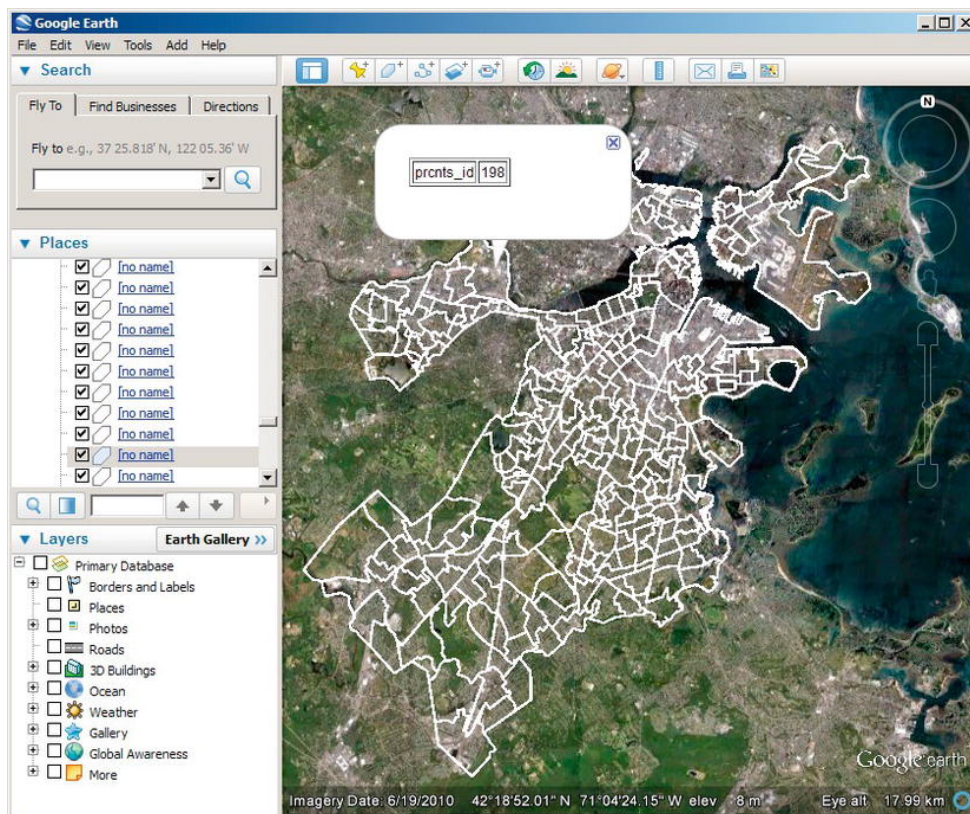 Google Earth
File Edit View Tools Add Help
Search
Fly To Find Businesses Directions
Fly to e.g., 37 25.818' N, 122 05.36' W
Places
[no name]
[no name]
[no name]
[no name]
[no name]
[no name]
[no name]
[no name]
[no name]
[no name]
[no name]
Layers
Earth Gallery >>
Primary Database
Borders and Labels
Places
Photos
Roads
3D Buildings
Ocean
Weather
Gallery
Global Awareness
More
prcnts_id 198
N
Google earth
Imagery Date: 6/19/2010 42°18'52.01" N 71°04'24.15" W elev 8 m Eye alt 17.99 km